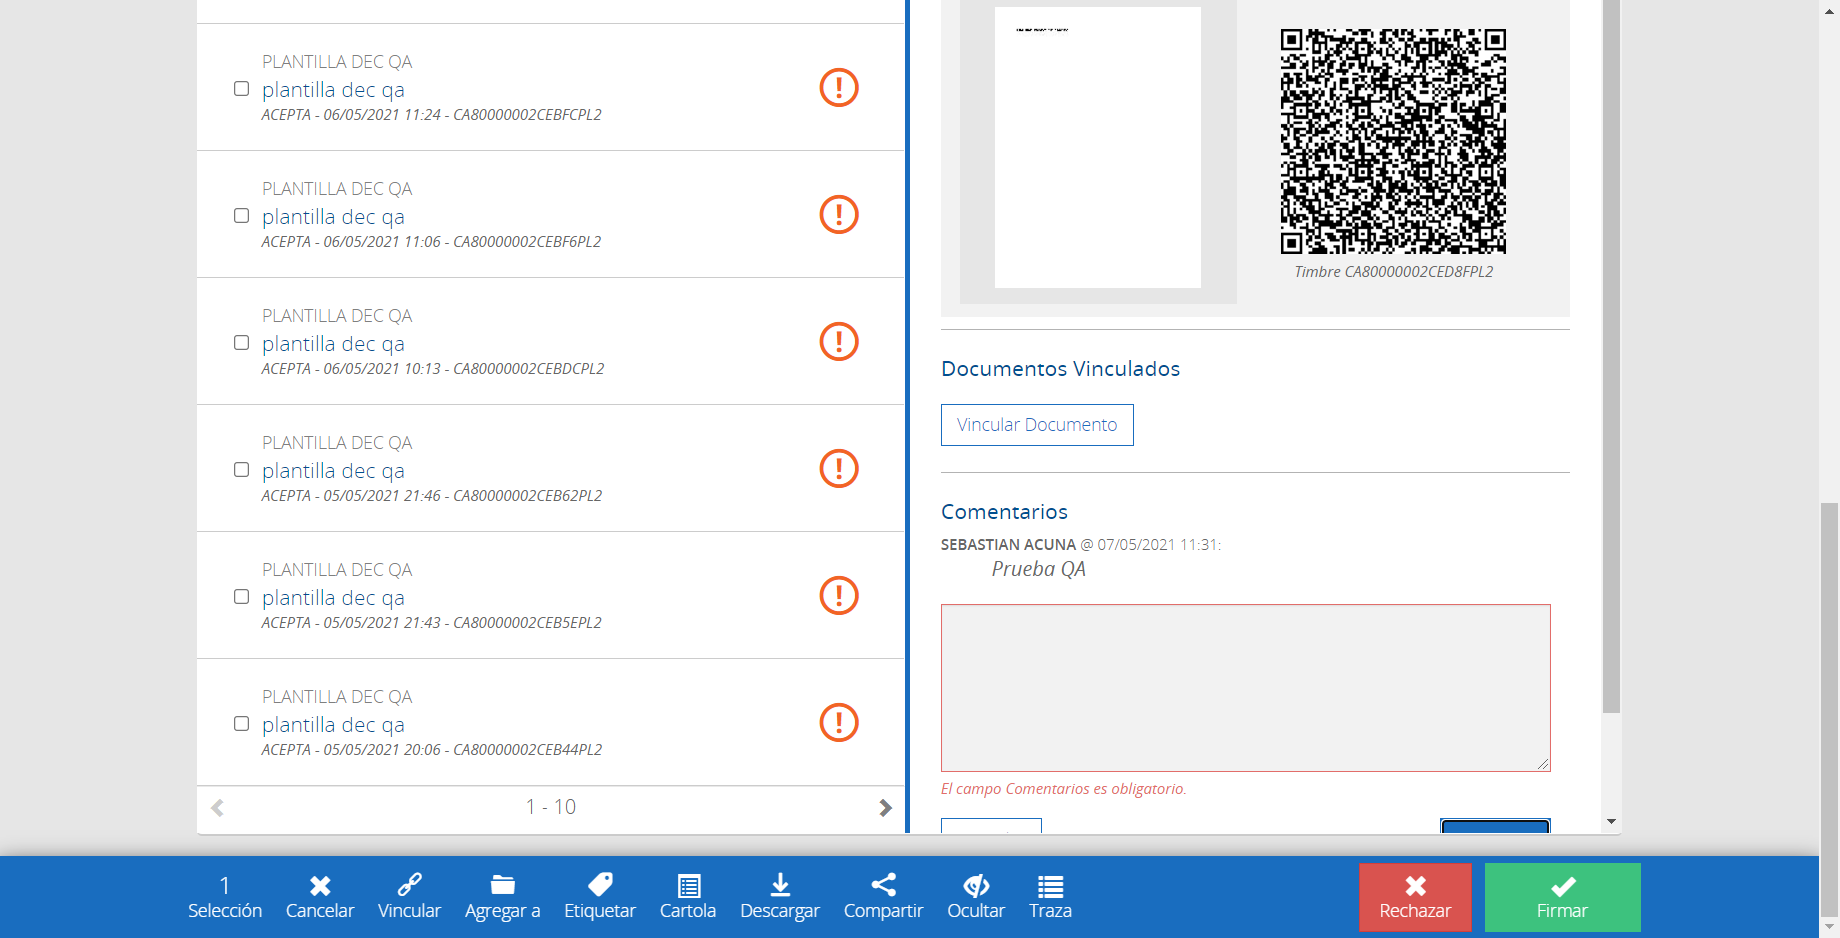 PLANTILLA DEC QA
plantilla dec qa
ACEPTA - 06/05/2021 11:24 - CA80000002CEBFCPL2
PLANTILLA DEC QA
plantilla dec qa
ACEPTA - 06/05/2021 11:06 - CA80000002CEBF6PL2
PLANTILLA DEC QA
plantilla dec qa
ACEPTA - 06/05/2021 10:13 - CA80000002CEBDCPL2
PLANTILLA DEC QA
plantilla dec qa
ACEPTA - 05/05/2021 21:46 - CA80000002CEB62PL2
PLANTILLA DEC QA
plantilla dec qa
ACEPTA - 05/05/2021 21:43 - CA80000002CEB5EPL2
PLANTILLA DEC QA
plantilla dec qa
ACEPTA - 05/05/2021 20:06 - CA80000002CEB44PL2
1 - 10
Timbre CA80000002CED8FPL2
Documentos Vinculados
Vincular Documento
Comentarios
SEBASTIAN ACUNA @ 07/05/2021 11:31:
Prueba QA
El campo Comentarios es obligatorio.
1
Selección
Cancelar
Vincular
Agregar a
Etiquetar
Cartola
Descargar
Compartir
Ocultar
Traza
Rechazar
Firmar